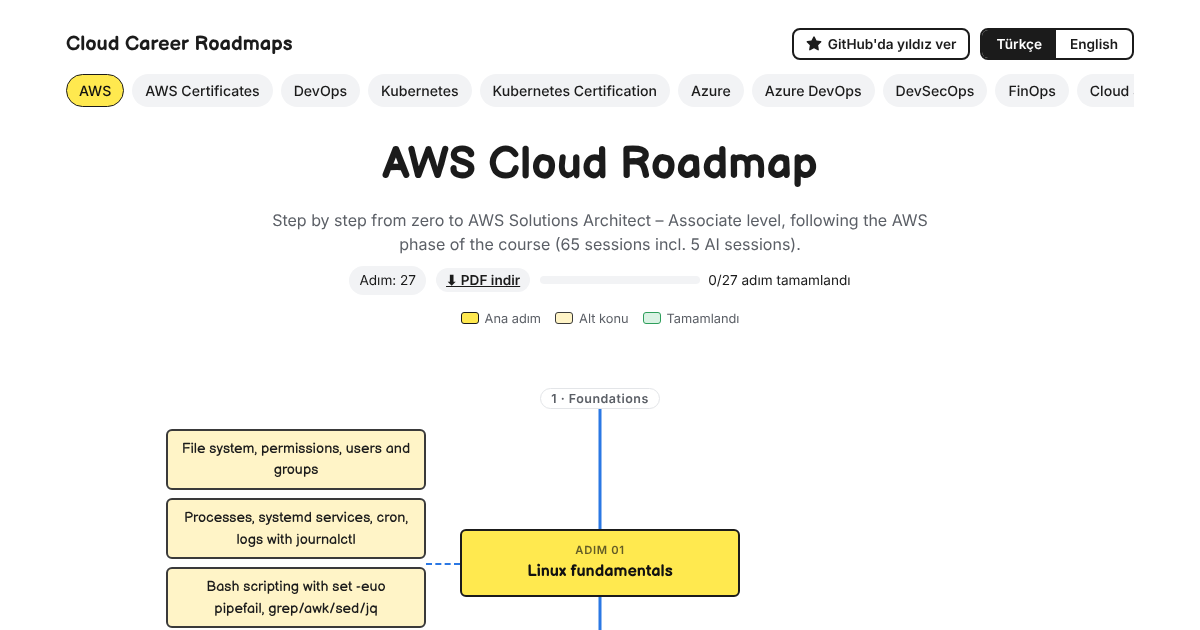 Cloud Career Roadmaps
GitHub'da yıldız ver
Türkçe
English
AWS
AWS Certificates
DevOps
Kubernetes
Kubernetes Certification
Azure
Azure DevOps
DevSecOps
FinOps
Cloud
AWS Cloud Roadmap
Step by step from zero to AWS Solutions Architect – Associate level, following the AWS
phase of the course (65 sessions incl. 5 AI sessions).
Adım: 27
⬇ PDF indir
0/27 adım tamamlandı
Ana adım
Alt konu
Tamamlandı
1 · Foundations
File system, permissions, users and
groups
Processes, systemd services, cron,
logs with journalctl
Bash scripting with set -euo
pipefail, grep/awk/sed/jq
ADIM 01
Linux fundamentals